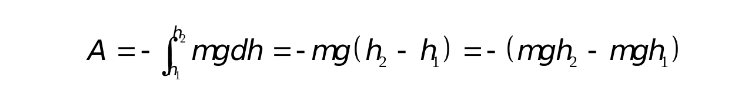 A = - ∫_{h_1}^{h_2} mgdh = -mg(h_2 - h_1) = - (mgh_2 - mgh_1)